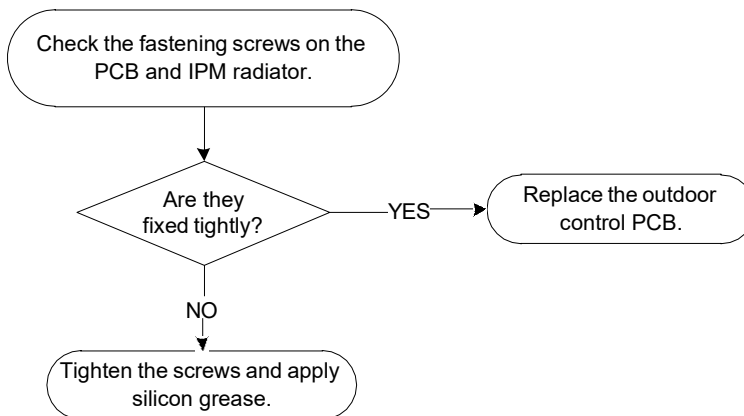 Check the fastening screws on the
PCB and IPM radiator.
Are they
fixed tightly?
YES
Replace the outdoor
control PCB.
NO
Tighten the screws and apply
silicon grease.